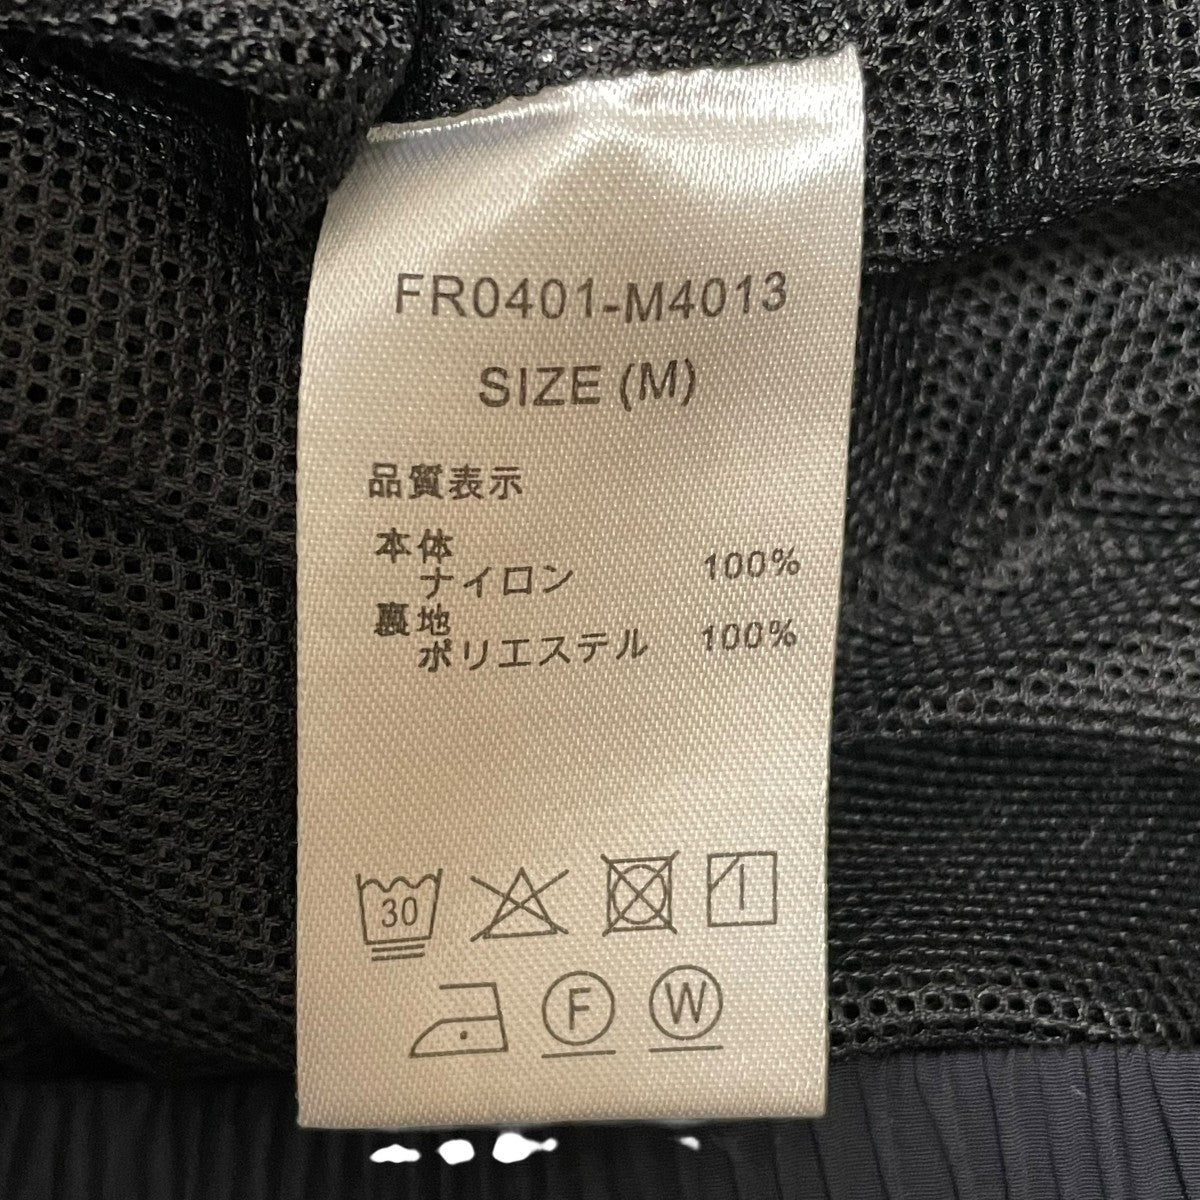 FR0401-M4013
SIZE (M)
品質表示
本体
ナイロン 100%
裏地
ポリエステル 100%
30
F W